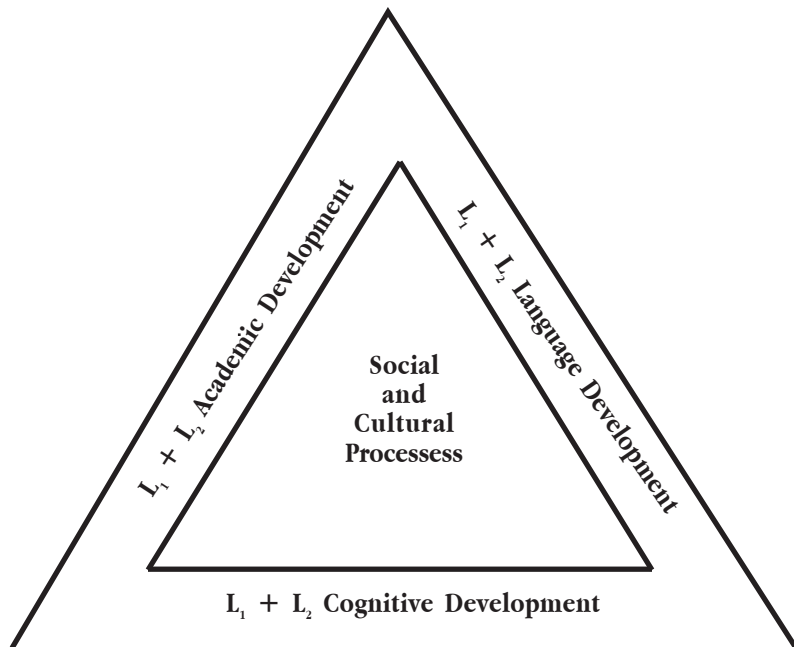 L₁ + L₂ Academic Development
L₁ + L₂ Language Development
Social
and
Cultural
Processess
L₁ + L₂ Cognitive Development